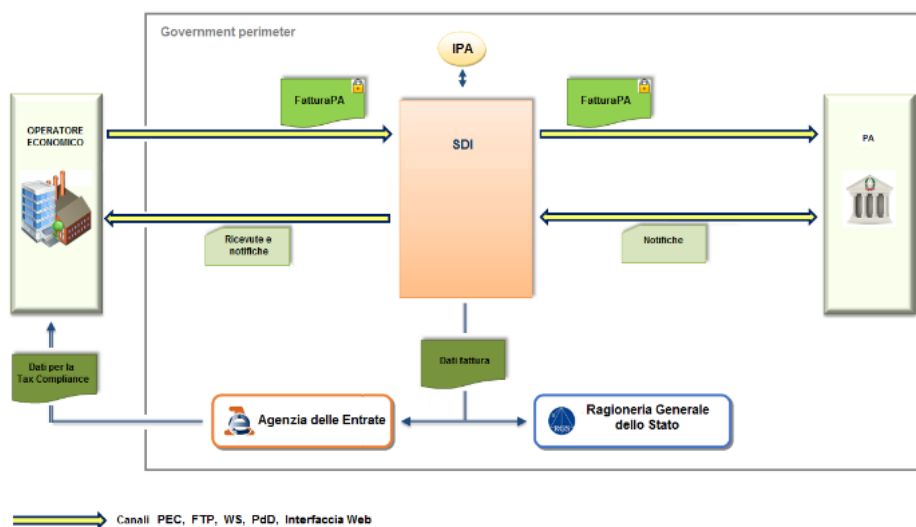 Government perimeter
IPA
FatturaPA
FatturaPA
OPERATORE
ECONOMICO
SDI
PA
Ricevute e
notifiche
Notifiche
Dati per la
Tax Compliance
Dati fattura
Agenzia delle Entrate
Ragioneria Generale
dello Stato
RGS
Canali PEC, FTP, WS, PdD, Interfaccia Web